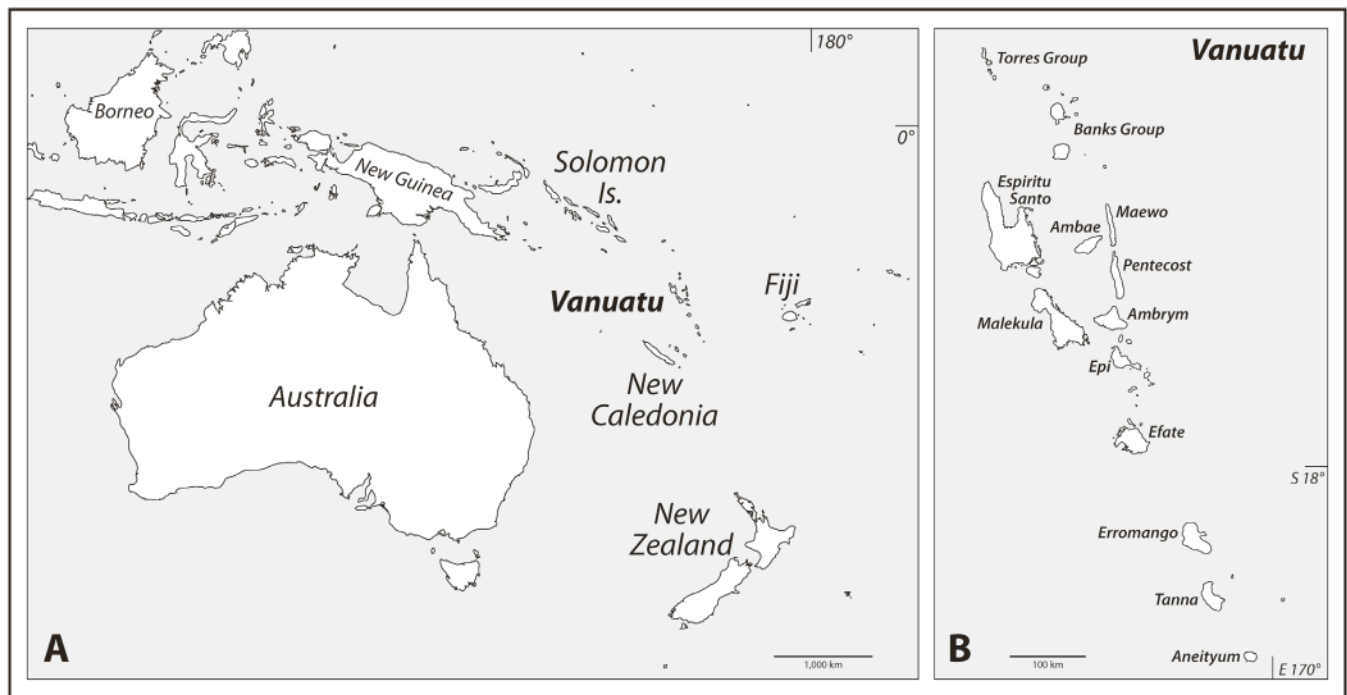 180°
Borneo
0°
New Guinea
Solomon
Is.
Fiji
Vanuatu
Australia
New
Caledonia
New
Zealand
A
1,000 km
Vanuatu
Torres Group
Banks Group
Espiritu
Santo
Maewo
Ambae
Pentecost
Ambrym
Malekula
Epi
Efate
S 18°
Erromango
Tanna
Aneityum
B
100 km
E 170°